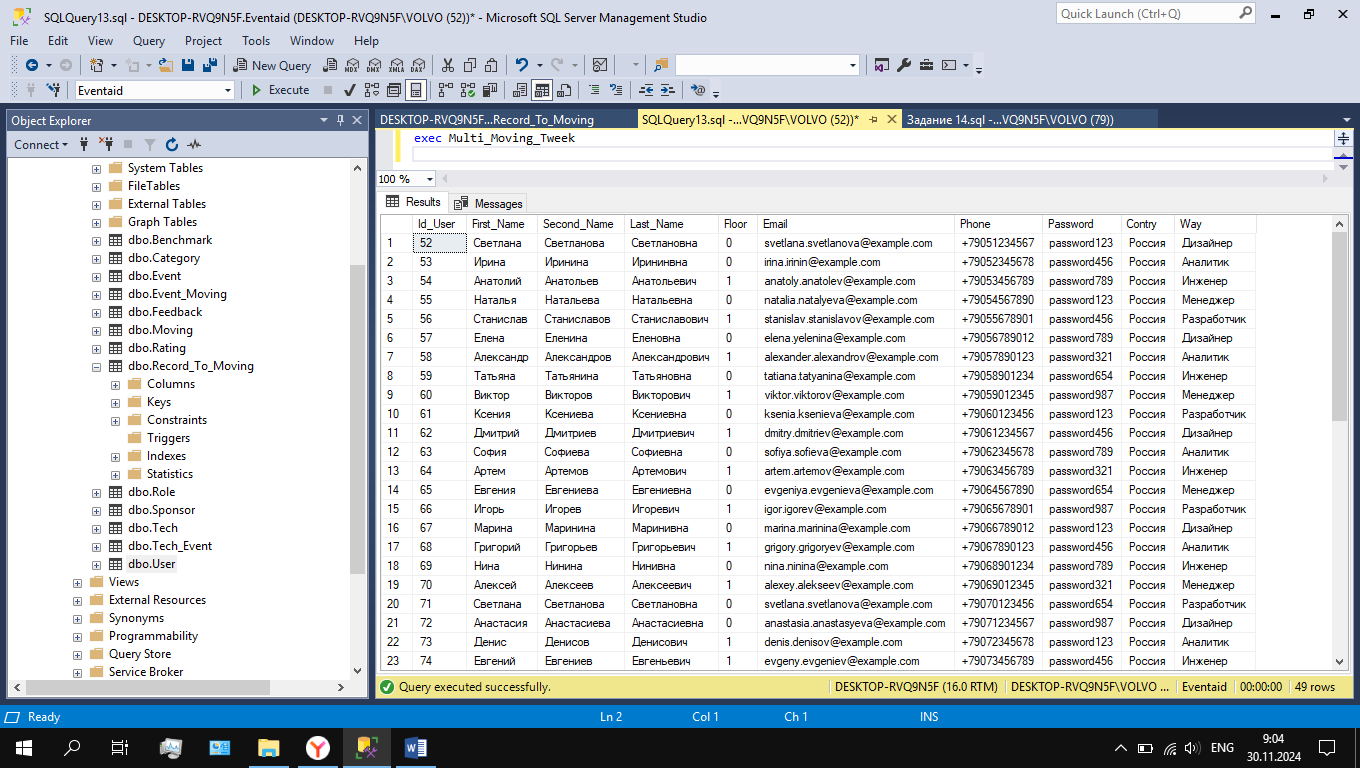 SQLQuery13.sql - DESKTOP-RVQ9N5F.Eventaid (DESKTOP-RVQ9N5F\VOLVO (52))* - Microsoft SQL Server Management Studio
Quick Launch (Ctrl+Q)
File Edit View Query Project Tools Window Help
New Query MDX DMX XMLA DAX
Eventaid Execute
Object Explorer
Connect
System Tables
FileTables
External Tables
Graph Tables
dbo.Benchmark
dbo.Category
dbo.Event
dbo.Event_Moving
dbo.Feedback
dbo.Moving
dbo.Rating
dbo.Record_To_Moving
Columns
Keys
Constraints
Triggers
Indexes
Statistics
dbo.Role
dbo.Sponsor
dbo.Tech
dbo.Tech_Event
dbo.User
Views
External Resources
Synonyms
Programmability
Query Store
Service Broker
DESKTOP-RVQ9N5F...Record_To_Moving SQLQuery13.sql -...VQ9N5F\VOLVO (52))* Задание 14.sql -...VQ9N5F\VOLVO (79))
exec Multi_Moving_Tweek
100 %
Results Messages
Id_User First_Name Second_Name Last_Name Floor Email Phone Password Contry Way
1 52 Светлана Светланова Светлановна 0 svetlana.svetlanova@example.com +79051234567 password123 Россия Дизайнер
2 53 Ирина Иринина Ирининвна 0 irina.irinin@example.com +79052345678 password456 Россия Аналитик
3 54 Анатолий Анатольев Анатольевич 1 anatoly.anatolev@example.com +79053456789 password789 Россия Инженер
4 55 Наталья Натальева Натальевна 0 natalia.natalyeva@example.com +79054567890 password123 Россия Менеджер
5 56 Станислав Станиславов Станиславович 1 stanislav.stanislavov@example.com +79055678901 password456 Россия Разработчик
6 57 Елена Еленина Еленовна 0 elena.yelenina@example.com +79056789012 password789 Россия Дизайнер
7 58 Александр Александров Александрович 1 alexander.alexandrov@example.com +79057890123 password321 Россия Аналитик
8 59 Татьяна Татьянина Татьяновна 0 tatiana.tatyanina@example.com +79058901234 password654 Россия Инженер
9 60 Виктор Викторов Викторович 1 viktor.viktorov@example.com +79059012345 password987 Россия Менеджер
10 61 Ксения Ксениева Ксениевна 0 ksenia.ksenieva@example.com +79060123456 password123 Россия Разработчик
11 62 Дмитрий Дмитриев Дмитриевич 1 dmitry.dmitriev@example.com +79061234567 password456 Россия Дизайнер
12 63 София Софиева Софиевна 0 sofiya.sofieva@example.com +79062345678 password789 Россия Аналитик
13 64 Артем Артемов Артемович 1 artem.artemov@example.com +79063456789 password321 Россия Инженер
14 65 Евгения Евгениева Евгениевна 0 evgeniya.evgenieva@example.com +79064567890 password654 Россия Менеджер
15 66 Игорь Игорев Игоревич 1 igor.igorev@example.com +79065678901 password987 Россия Разработчик
16 67 Марина Маринина Маринивна 0 marina.marinina@example.com +79066789012 password123 Россия Дизайнер
17 68 Григорий Григорьев Григорьевич 1 grigory.grigoryev@example.com +79067890123 password456 Россия Аналитик
18 69 Нина Нинина Нинивна 0 nina.ninina@example.com +79068901234 password789 Россия Инженер
19 70 Алексей Алексеев Алексеевич 1 alexey.alekseev@example.com +79069012345 password321 Россия Менеджер
20 71 Светлана Светланова Светлановна 0 svetlana.svetlanova@example.com +79070123456 password654 Россия Разработчик
21 72 Анастасия Анастасиева Анастасиевна 0 anastasia.anastasyeva@example.com +79071234567 password987 Россия Дизайнер
22 73 Денис Денисов Денисович 1 denis.denisov@example.com +79072345678 password123 Россия Аналитик
23 74 Евгений Евгениев Евгеньевич 1 evgeny.evgeniev@example.com +79073456789 password456 Россия Инженер
Query executed successfully. DESKTOP-RVQ9N5F (16.0 RTM) DESKTOP-RVQ9N5F\VOLVO ... Eventaid 00:00:00 49 rows
Ready Ln 2 Col 1 Ch 1 INS
ENG 9:04
30.11.2024